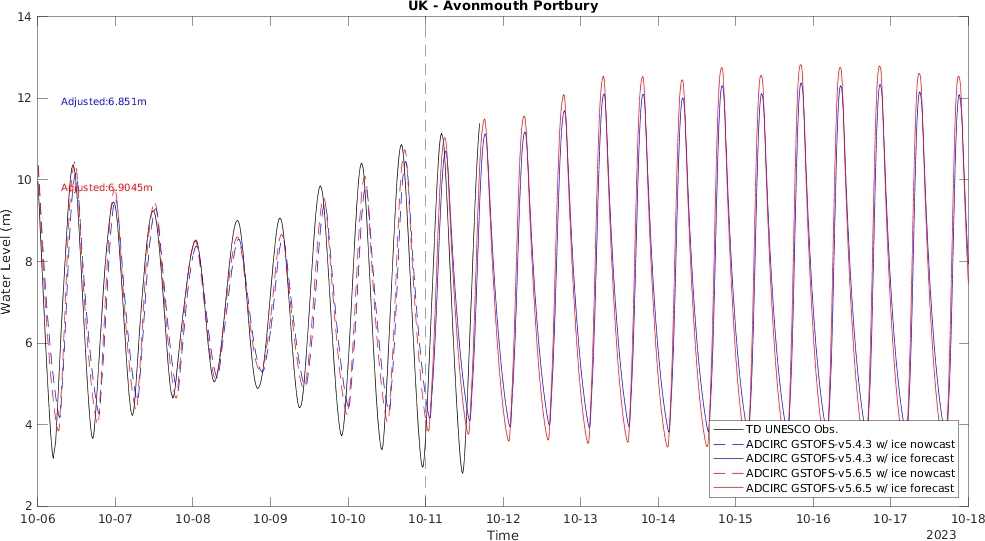 UK - Avonmouth Portbury
14
12
10
8
6
4
2
Water Level (m)
Adjusted:6.851m
Adjusted:6.9045m
TD UNESCO Obs.
ADCIRC GSTOFS-v5.4.3 w/ ice nowcast
ADCIRC GSTOFS-v5.4.3 w/ ice forecast
ADCIRC GSTOFS-v5.6.5 w/ ice nowcast
ADCIRC GSTOFS-v5.6.5 w/ ice forecast
10-06 10-07 10-08 10-09 10-10 10-11 10-12 10-13 10-14 10-15 10-16 10-17 10-18
Time
2023